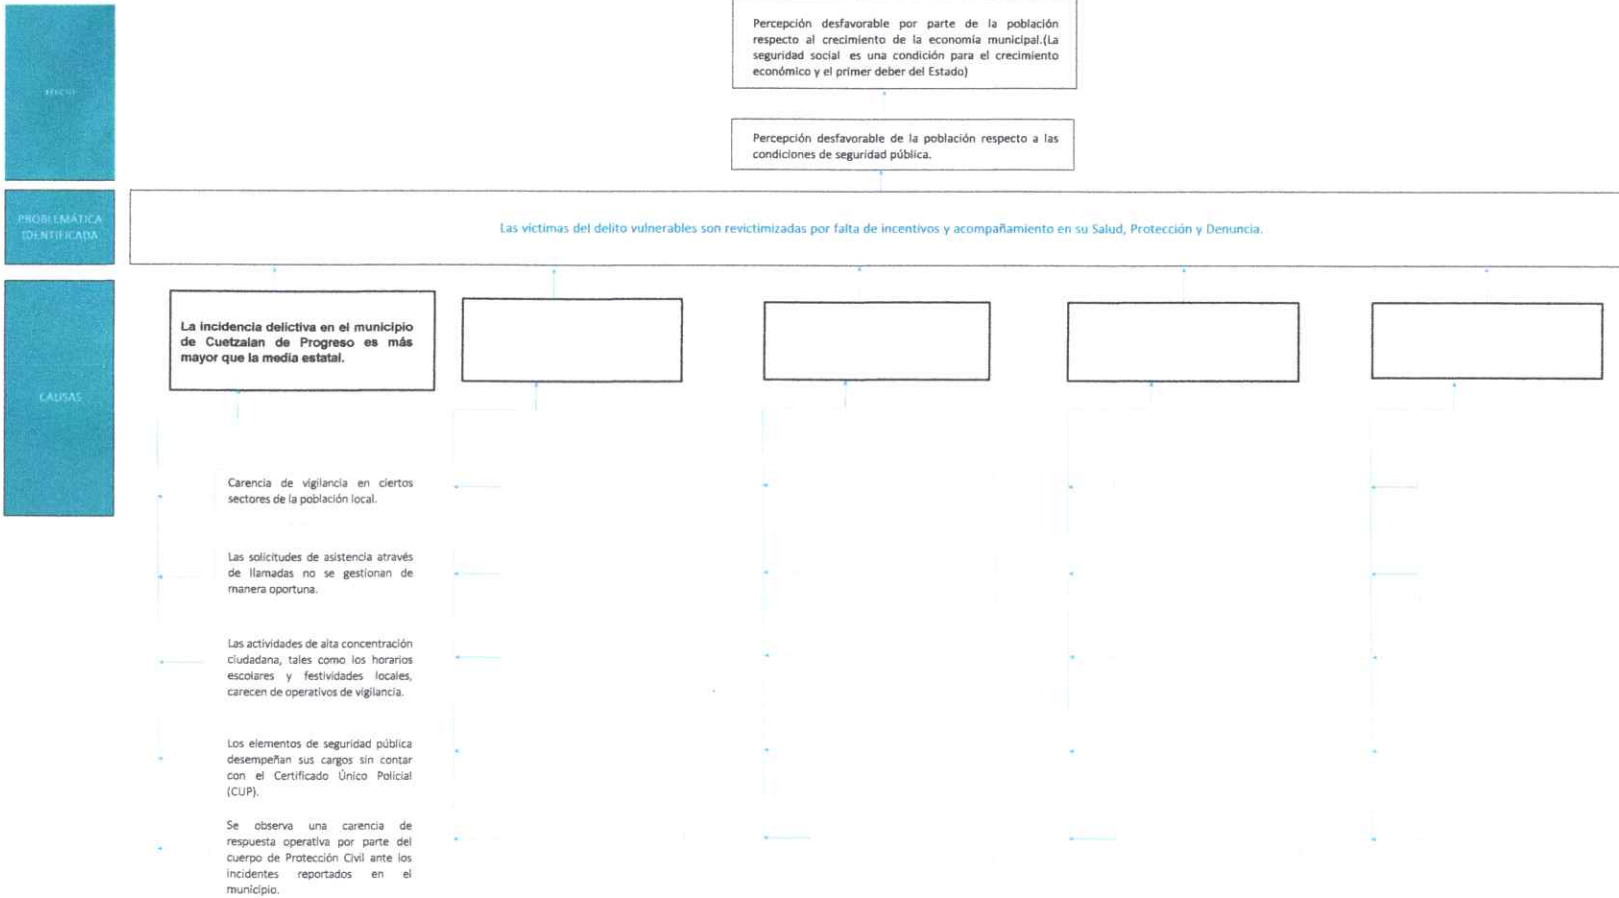 Percepción desfavorable por parte de la población
respecto al crecimiento de la economía municipal.(La
seguridad social es una condición para el crecimiento
económico y el primer deber del Estado)
Percepción desfavorable de la población respecto a las
condiciones de seguridad pública.
PROBLEMÁTICA
IDENTIFICADA
Las víctimas del delito vulnerables son revictimizadas por falta de incentivos y acompañamiento en su Salud, Protección y Denuncia.
CAUSAS
La incidencia delictiva en el municipio
de Cuetzalan de Progreso es más
mayor que la media estatal.
Carencia de vigilancia en ciertos
sectores de la población local.
Las solicitudes de asistencia através
de llamadas no se gestionan de
manera oportuna.
Las actividades de alta concentración
ciudadana, tales como los horarios
escolares y festividades locales,
carecen de operativos de vigilancia.
Los elementos de seguridad pública
desempeñan sus cargos sin contar
con el Certificado Único Policial
(CUP).
Se observa una carencia de
respuesta operativa por parte del
cuerpo de Protección Civil ante los
incidentes reportados en el
municipio.